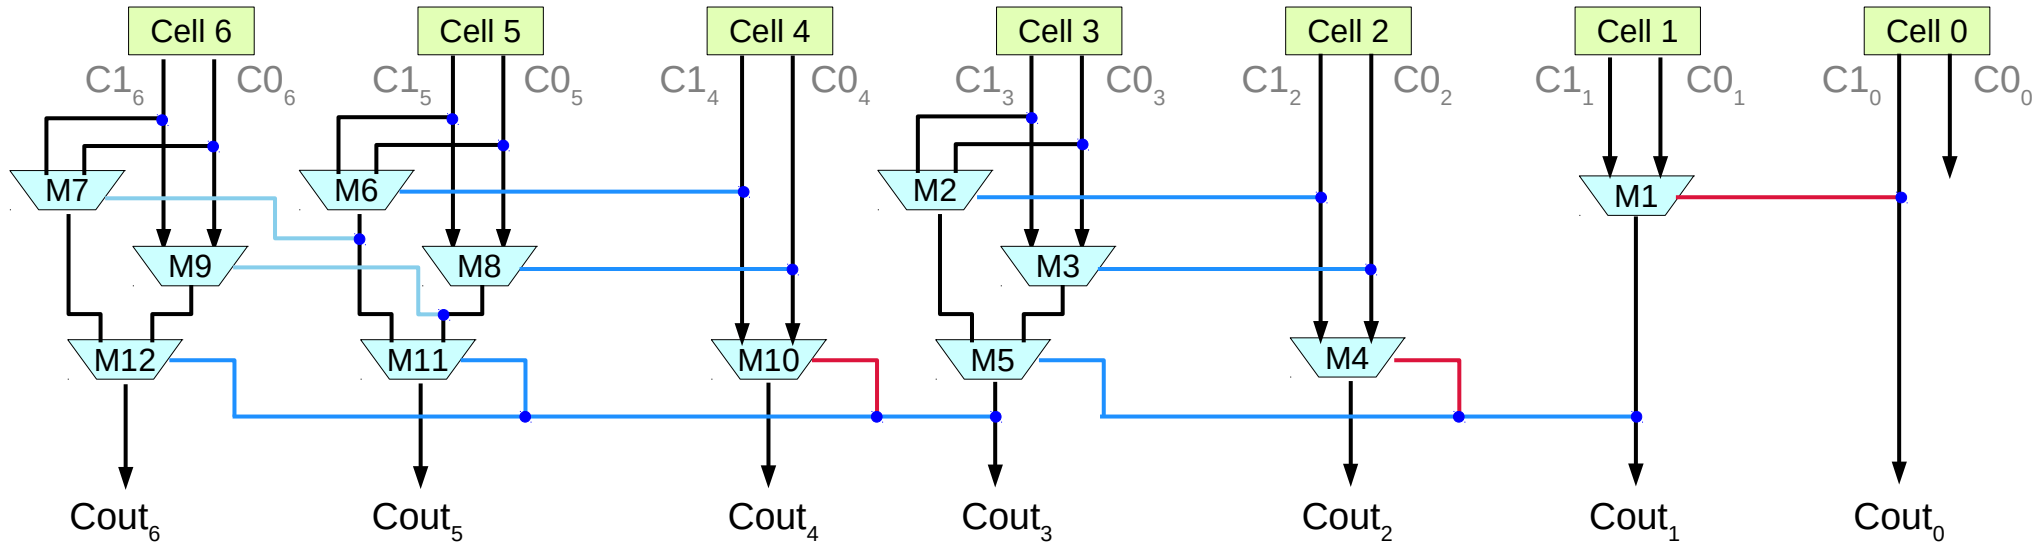 Cell 6 Cell 5 Cell 4 Cell 3 Cell 2 Cell 1 Cell 0
C1₆ C0₆ C1₅ C0₅ C1₄ C0₄ C1₃ C0₃ C1₂ C0₂ C1₁ C0₁ C1₀ C0₀
M7 M6 M2 M1
M9 M8 M3
M12 M11 M10 M5 M4
Cout₆ Cout₅ Cout₄ Cout₃ Cout₂ Cout₁ Cout₀